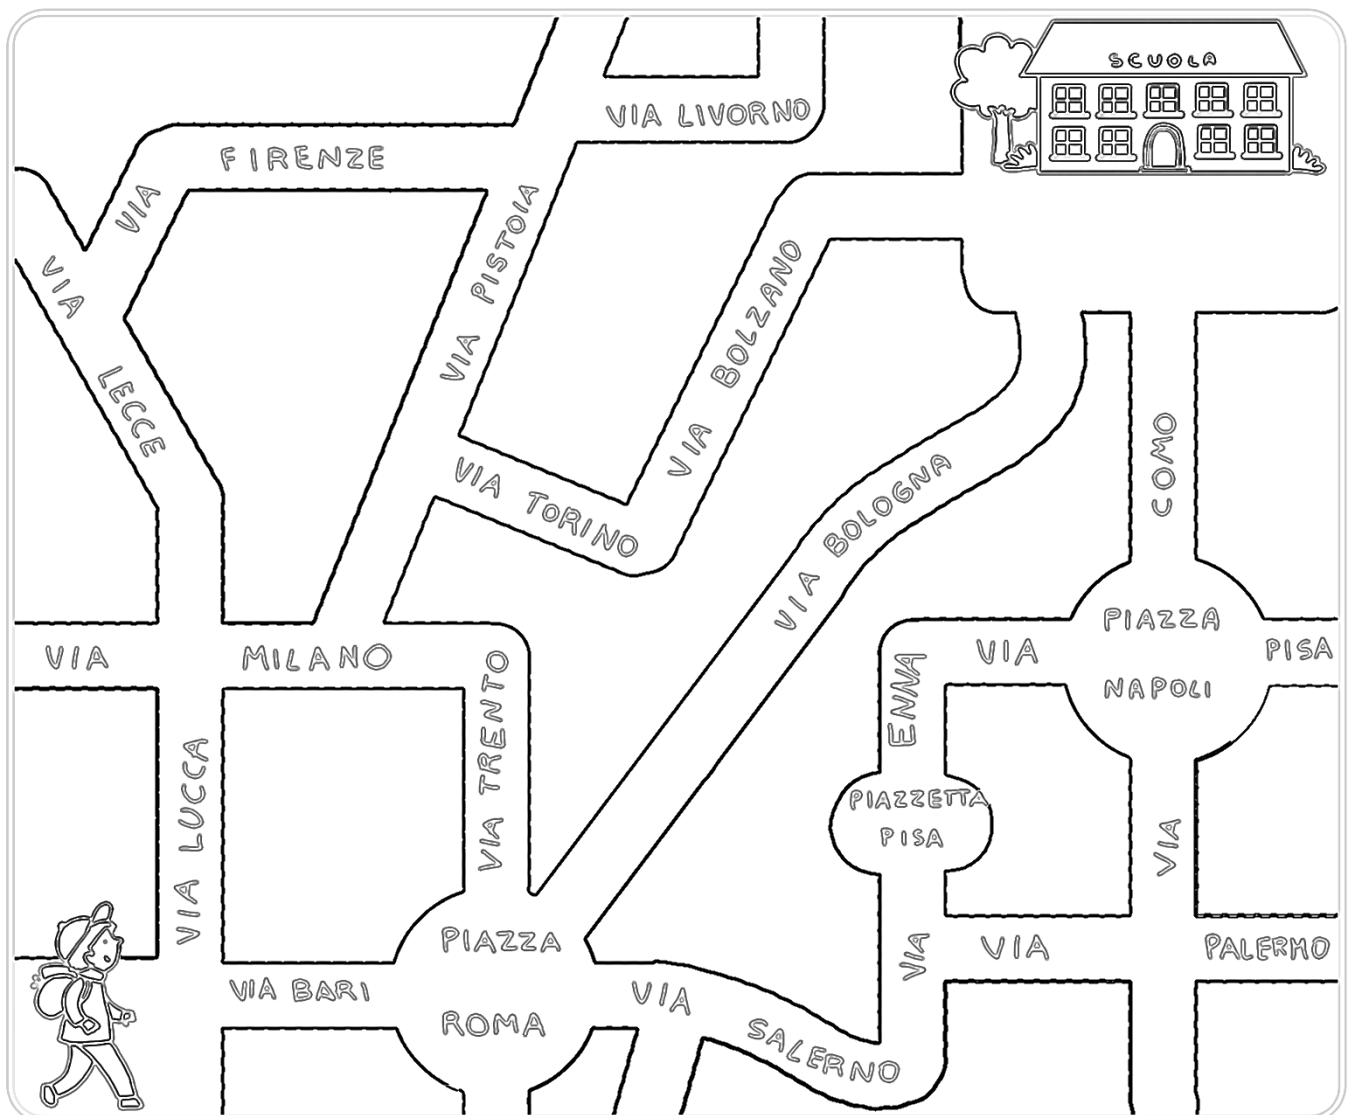 SCUOLA
VIA LIVORNO
VIA FIRENZE
VIA PISTOIA
VIA LECCE
VIA BOLZANO
VIA TORINO
VIA BOLOGNA
VIA COMO
PIAZZA
NAPOLI
VIA PISA
VIA MILANO
VIA TRENTO
VIA ENNA
VIA LUCCA
PIAZZETTA
PISA
PIAZZA
ROMA
VIA PALERMO
VIA BARI
VIA SALERNO